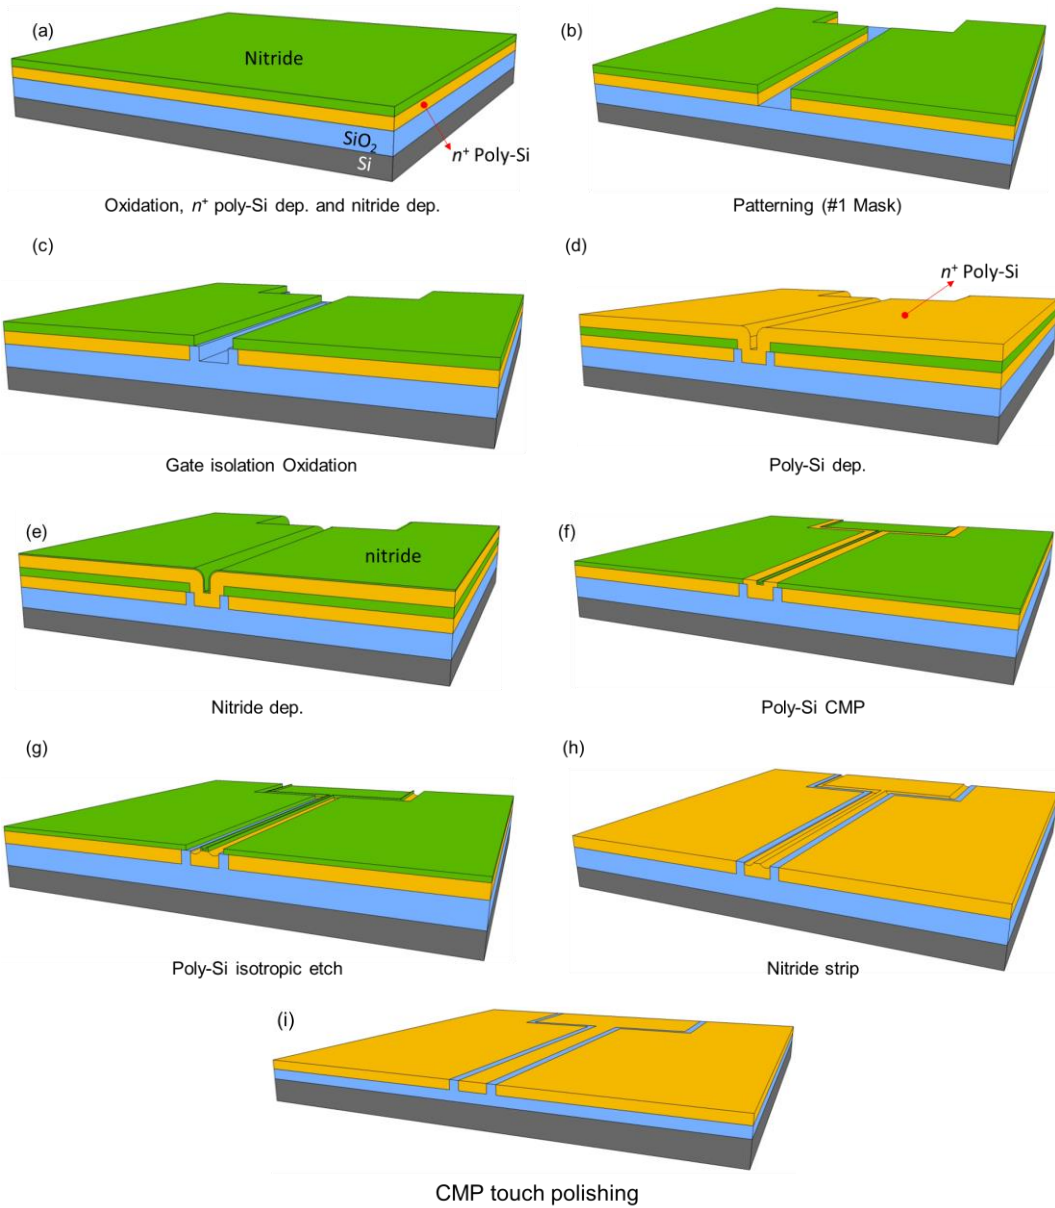 (a)
Nitride
SiO2
Si
n+ Poly-Si
Oxidation, n+ poly-Si dep. and nitride dep.
(b)
Patterning (#1 Mask)
(c)
Gate isolation Oxidation
(d)
n+ Poly-Si
Poly-Si dep.
(e)
nitride
Nitride dep.
(f)
Poly-Si CMP
(g)
Poly-Si isotropic etch
(h)
Nitride strip
(i)
CMP touch polishing